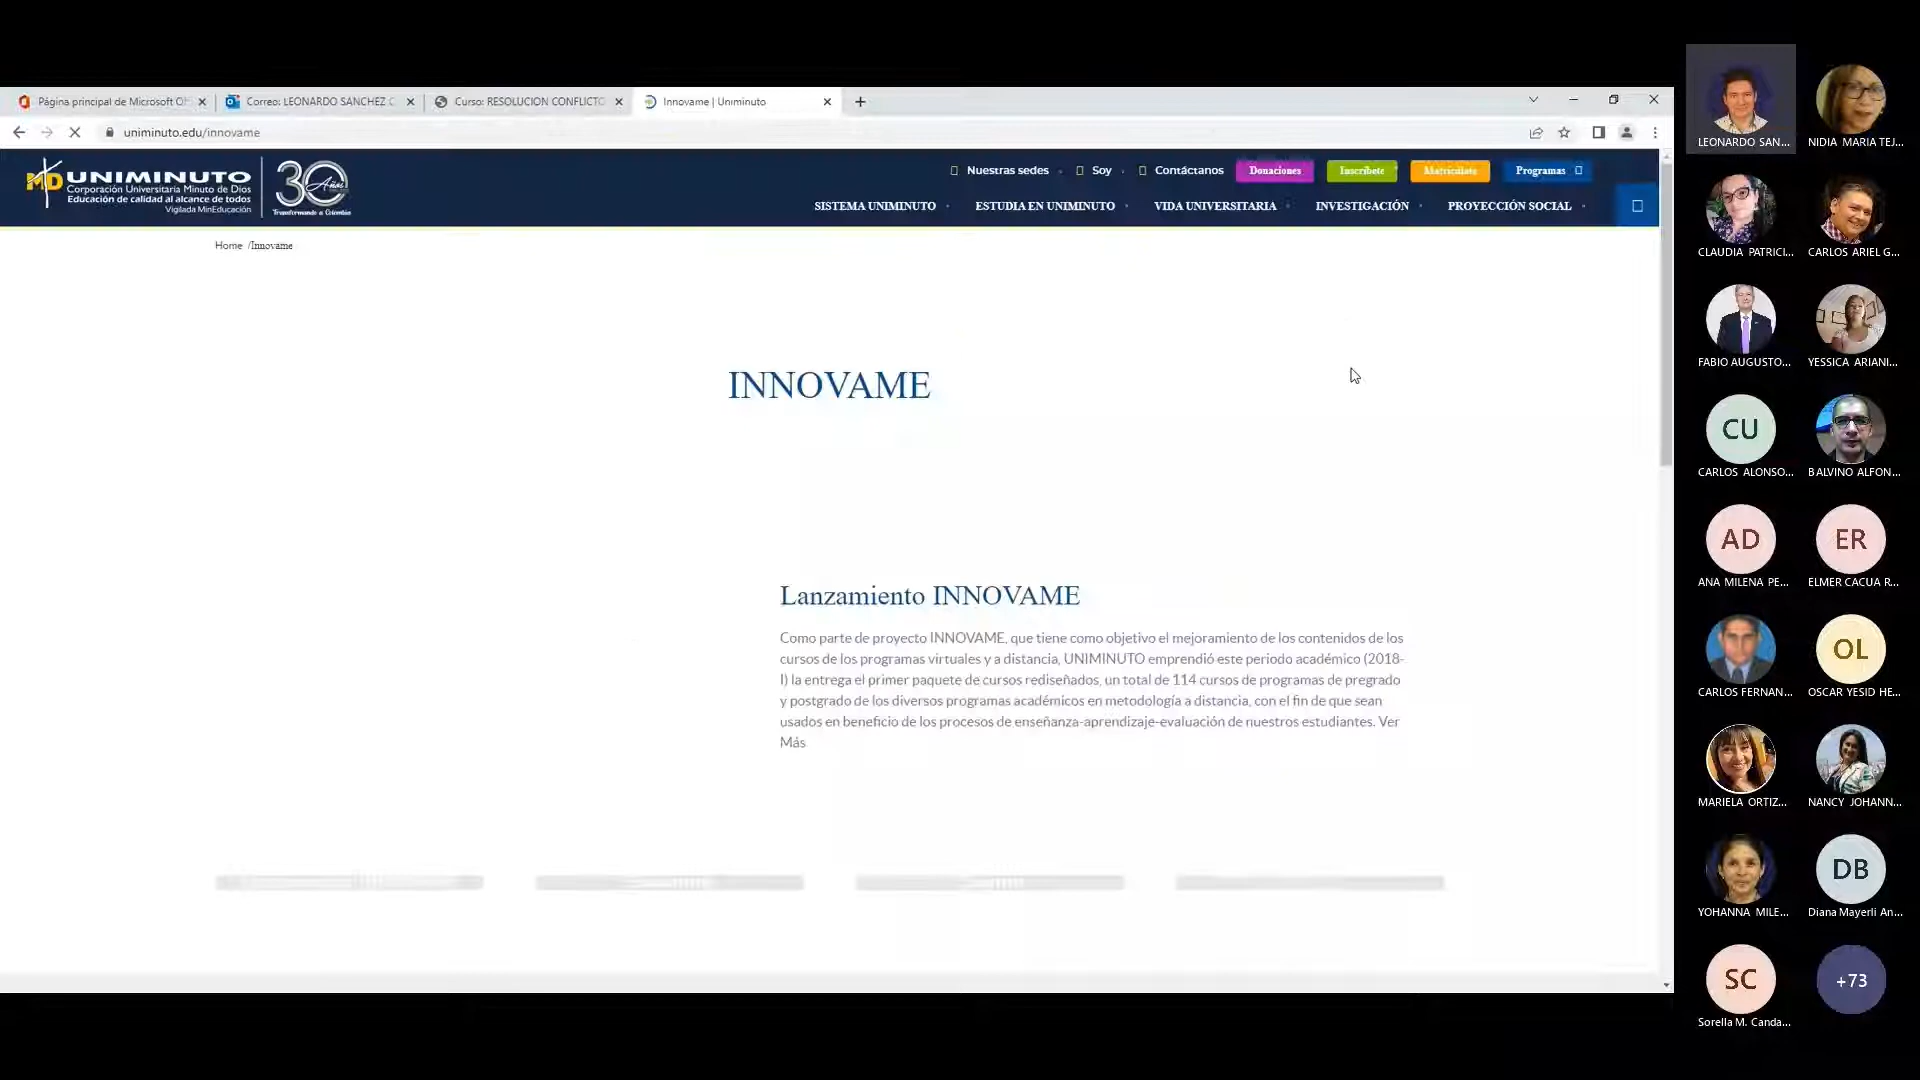 Página principal de Microsoft Of
Correo: LEONARDO SANCHEZ C
Curso: RESOLUCION CONFLICTO
Innovame | Uniminuto
uniminuto.edu/innovame
MD UNIMINUTO
Corporación Universitaria Minuto de Dios
Educación de calidad al alcance de todos
Vigilada MinEducación
30 Años
Transformando a Colombia
Nuestras sedes
Soy
Contáctanos
Donaciones
Inscríbete
Matricúlate
Programas
SISTEMA UNIMINUTO
ESTUDIA EN UNIMINUTO
VIDA UNIVERSITARIA
INVESTIGACIÓN
PROYECCIÓN SOCIAL
Home /Innovame
INNOVAME
Lanzamiento INNOVAME
Como parte de proyecto INNOVAME, que tiene como objetivo el mejoramiento de los contenidos de los
cursos de los programas virtuales y a distancia, UNIMINUTO emprendió este periodo académico (2018-
I) la entrega el primer paquete de cursos rediseñados, un total de 114 cursos de programas de pregrado
y postgrado de los diversos programas académicos en metodología a distancia, con el fin de que sean
usados en beneficio de los procesos de enseñanza-aprendizaje-evaluación de nuestros estudiantes. Ver
Más
LEONARDO SAN...
NIDIA MARIA TEJ...
CLAUDIA PATRICI...
CARLOS ARIEL G...
FABIO AUGUSTO...
YESSICA ARIANI...
CU
CARLOS ALONSO...
BALVINO ALFON...
AD
ANA MILENA PE...
ER
ELMER CACUA R...
CARLOS FERNAN...
OL
OSCAR YESID HE...
MARIELA ORTIZ...
NANCY JOHANN...
YOHANNA MILE...
DB
Diana Mayerli An...
SC
Sorella M. Canda...
+73